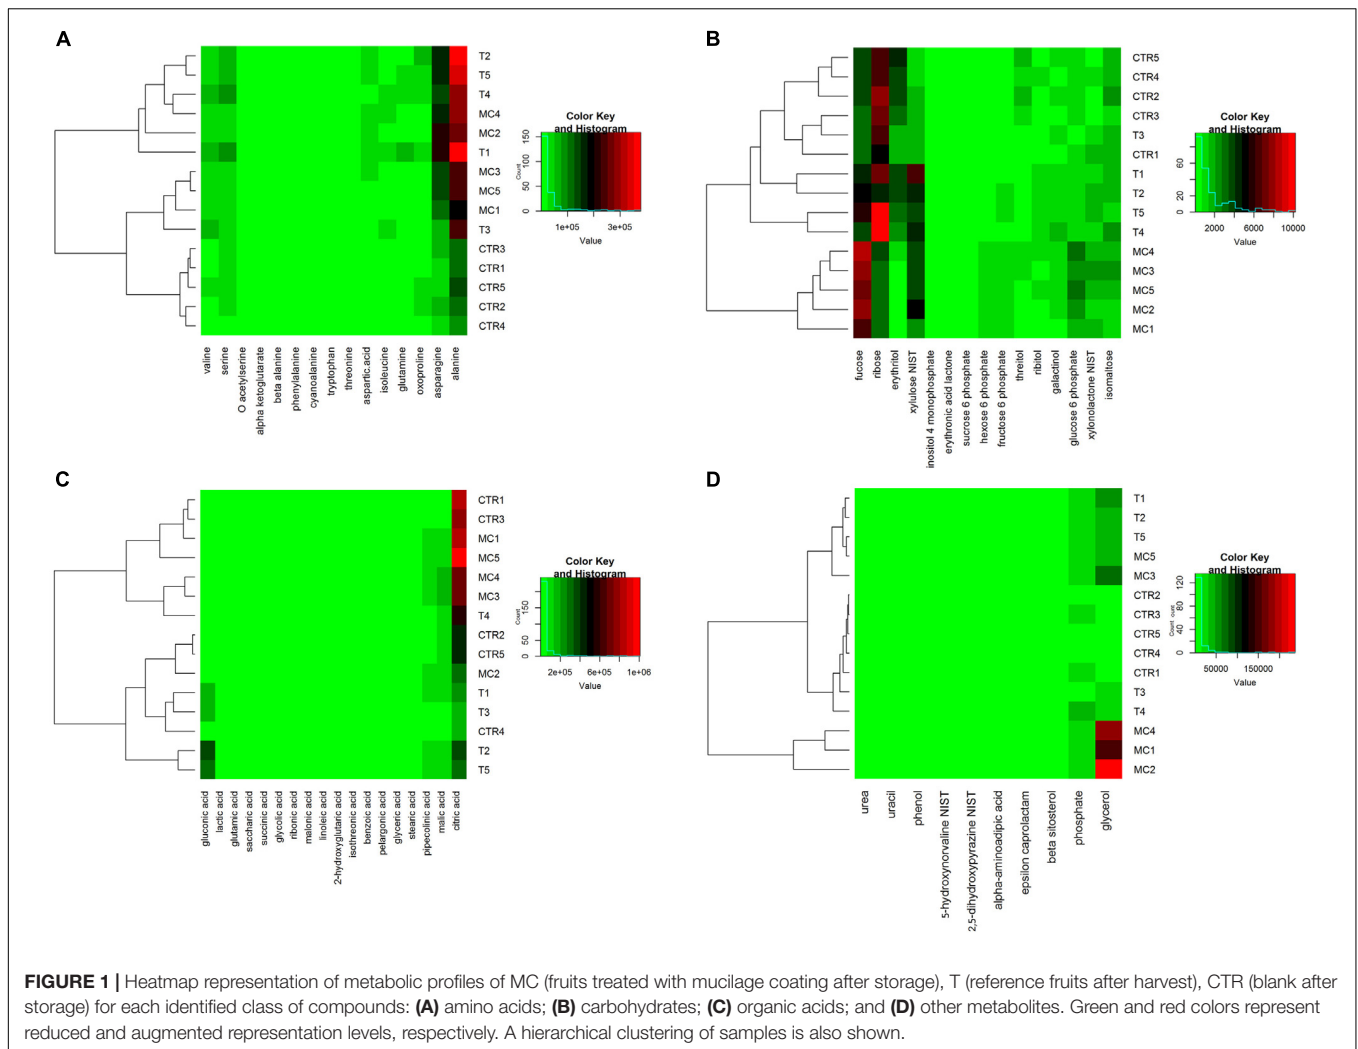 A
T2
T5
T4
MC4
MC2
T1
MC3
MC5
MC1
T3
CTR3
CTR1
CTR5
CTR2
CTR4
valine
serine
O acetylserine
alpha ketoglutarate
beta alanine
phenylalanine
cyanoalanine
tryptophan
threonine
aspartic.acid
isoleucine
glutamine
oxoproline
asparagine
alanine
Color Key
and Histogram
Count
0 50 100 150
1e+05 3e+05
Value
B
CTR5
CTR4
CTR2
CTR3
T3
CTR1
T1
T2
T5
T4
MC4
MC3
MC5
MC2
MC1
fucose
ribose
erythritol
xylulose NIST
inositol 4 monophosphate
erythronic acid lactone
sucrose 6 phosphate
hexose 6 phosphate
fructose 6 phosphate
threitol
ribitol
galactinol
glucose 6 phosphate
xylonolactone NIST
isomaltose
Color Key
and Histogram
0 20 60
2000 6000 10000
Value
C
CTR1
CTR3
MC1
MC5
MC4
MC3
T4
CTR2
CTR5
MC2
T1
T3
CTR4
T2
T5
gluconic acid
lactic acid
glutamic acid
saccharic acid
succinic acid
glycolic acid
ribonic acid
malonic acid
linoleic acid
2-hydroxyglutaric acid
isothreonic acid
benzoic acid
pelargonic acid
glyceric acid
stearic acid
pipecolinic acid
malic acid
citric acid
Color Key
and Histogram
Count
0 50 150
2e+05 6e+05 1e+06
Value
D
T1
T2
T5
MC5
MC3
CTR2
CTR3
CTR5
CTR4
CTR1
T3
T4
MC4
MC1
MC2
urea
uracil
phenol
5-hydroxynorvaline NIST
2,5-dihydroxypyrazine NIST
alpha-aminoadipic acid
epsilon caprolactam
beta sitosterol
phosphate
glycerol
Color Key
and Histogram
Count ount
0 40 80 120
50000 150000
Value
FIGURE 1 | Heatmap representation of metabolic profiles of MC (fruits treated with mucilage coating after storage), T (reference fruits after harvest), CTR (blank after
storage) for each identified class of compounds: (A) amino acids; (B) carbohydrates; (C) organic acids; and (D) other metabolites. Green and red colors represent
reduced and augmented representation levels, respectively. A hierarchical clustering of samples is also shown.